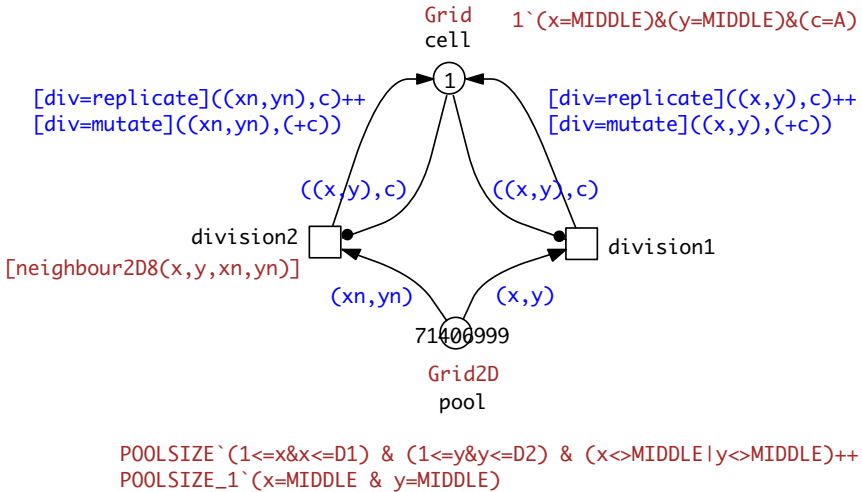 Grid
1`(x=MIDDLE)&(y=MIDDLE)&(c=A)
cell
1
[div=replicate]((xn,yn),c)++
[div=mutate]((xn,yn),(+c))
[div=replicate]((x,y),c)++
[div=mutate]((x,y),(+c))
((x,y),c)
((x,y),c)
division2
division1
[neighbour2D8(x,y,xn,yn)]
(xn,yn)
(x,y)
71406999
Grid2D
pool
POOLSIZE`(1<=x&x<=D1) & (1<=y&y<=D2) & (x<>MIDDLE|y<>MIDDLE)++
POOLSIZE_1`(x=MIDDLE & y=MIDDLE)